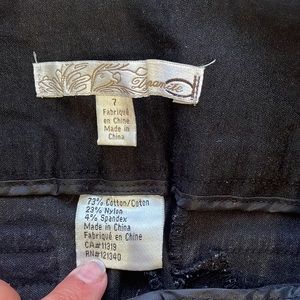 7
Fabriqué
en Chine
Made in
China
73% Cotton/Coton
23% Nylon
4% Spandex
Made in China
Fabriqué en Chine
CA#11319
RN#121340